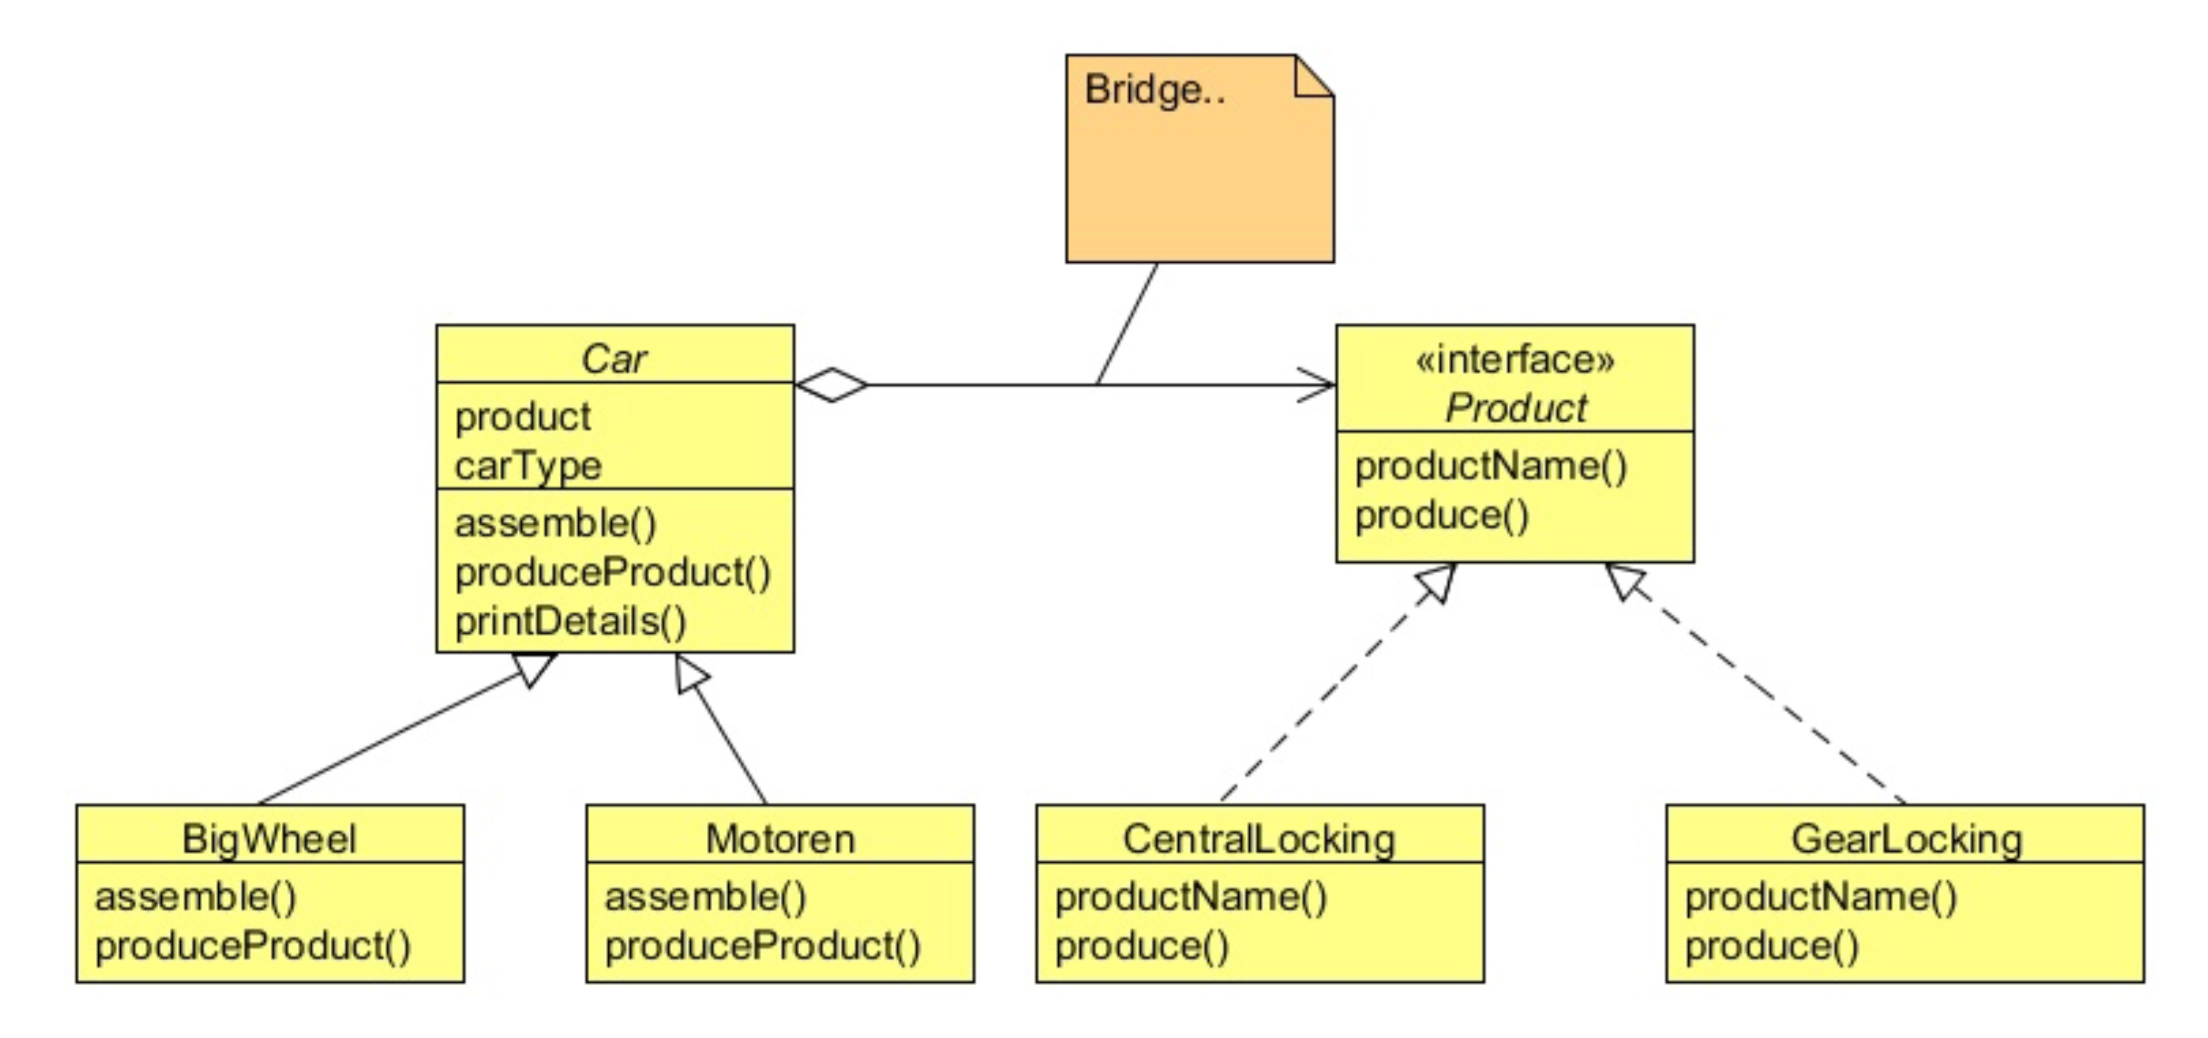 Bridge..
Car
product
carType
assemble()
produceProduct()
printDetails()
«interface»
Product
productName()
produce()
BigWheel
assemble()
produceProduct()
Motoren
assemble()
produceProduct()
CentralLocking
productName()
produce()
GearLocking
productName()
produce()